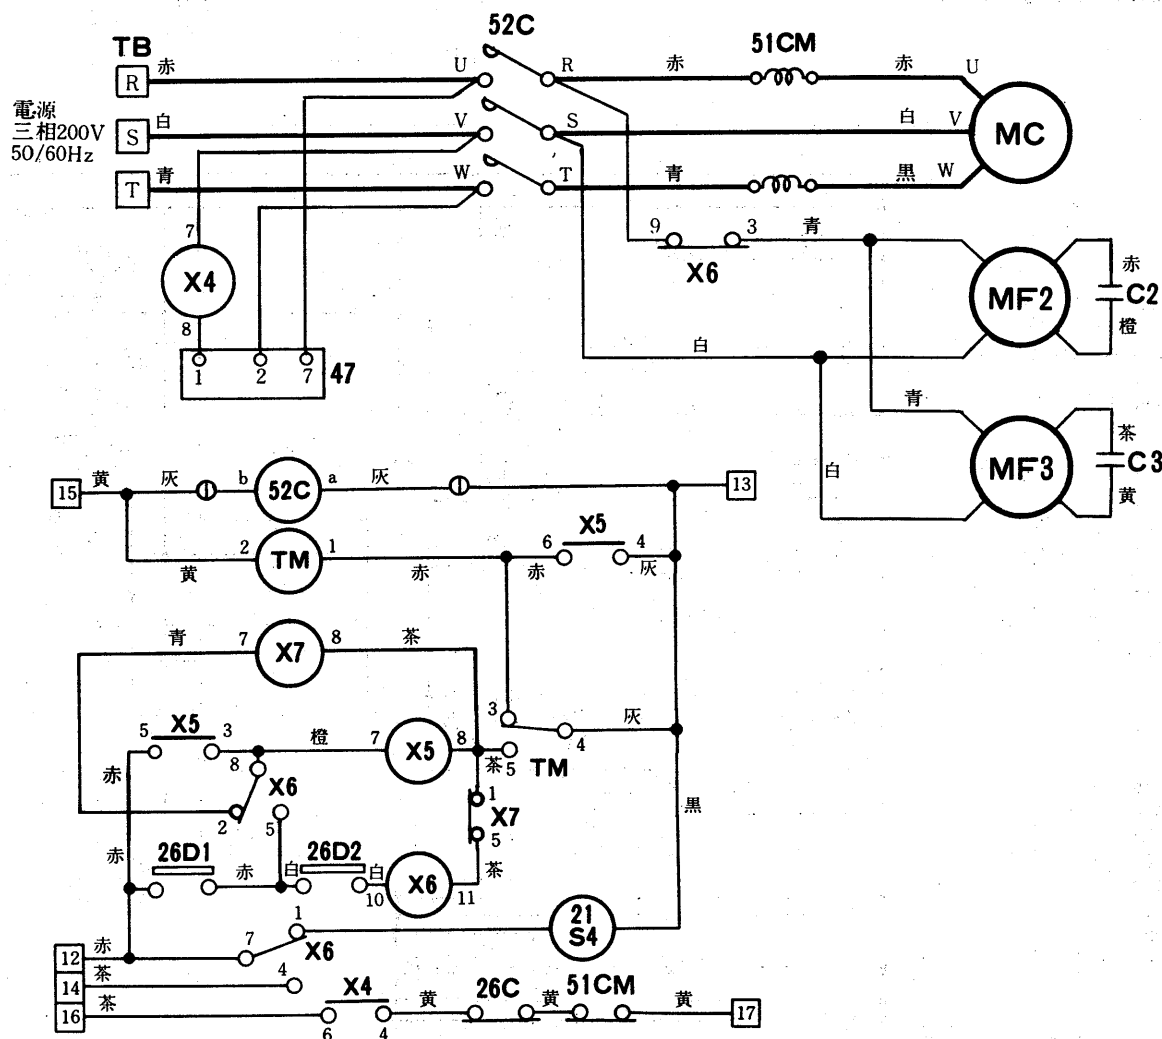 52C
TB
51CM
R 赤 U R 赤 赤 U
電源
三相200V
50/60Hz
S 白 V S 白 V
MC
T 青 W T 青 黒 W
7
X4
8
9 3 青
X6
MF2
赤
C2
橙
白
1 2 7 47
青
MF3
茶
C3
黄
白
15 黄 灰 b 52C a 灰 13
X5
2 TM 1 6 4
黄 赤 赤 灰
青 7 X7 8 茶
3 灰
4
5 X5 3 橙 7 X5 8 茶 5 TM
8
赤 X6
2 5
1 X7
5
黒
赤 26D1 赤 白 26D2 白 10 X6 11 茶
1
21
S4
12 赤 7 X6
14 茶 4
16 茶 X4 黄 26C 黄 51CM 黄 17
6 4